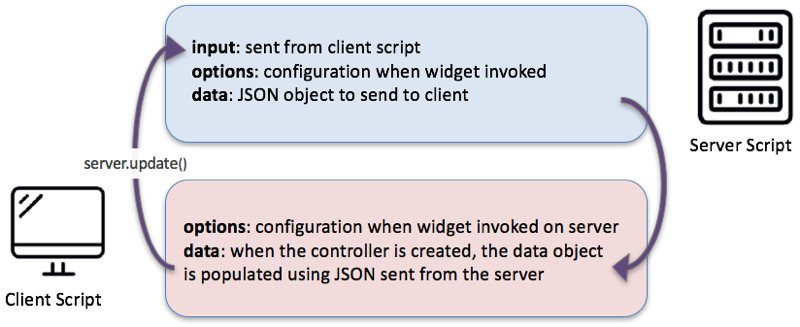 input: sent from client script
options: configuration when widget invoked
data: JSON object to send to client
Server Script
server.update()
options: configuration when widget invoked on server
data: when the controller is created, the data object
is populated using JSON sent from the server
Client Script